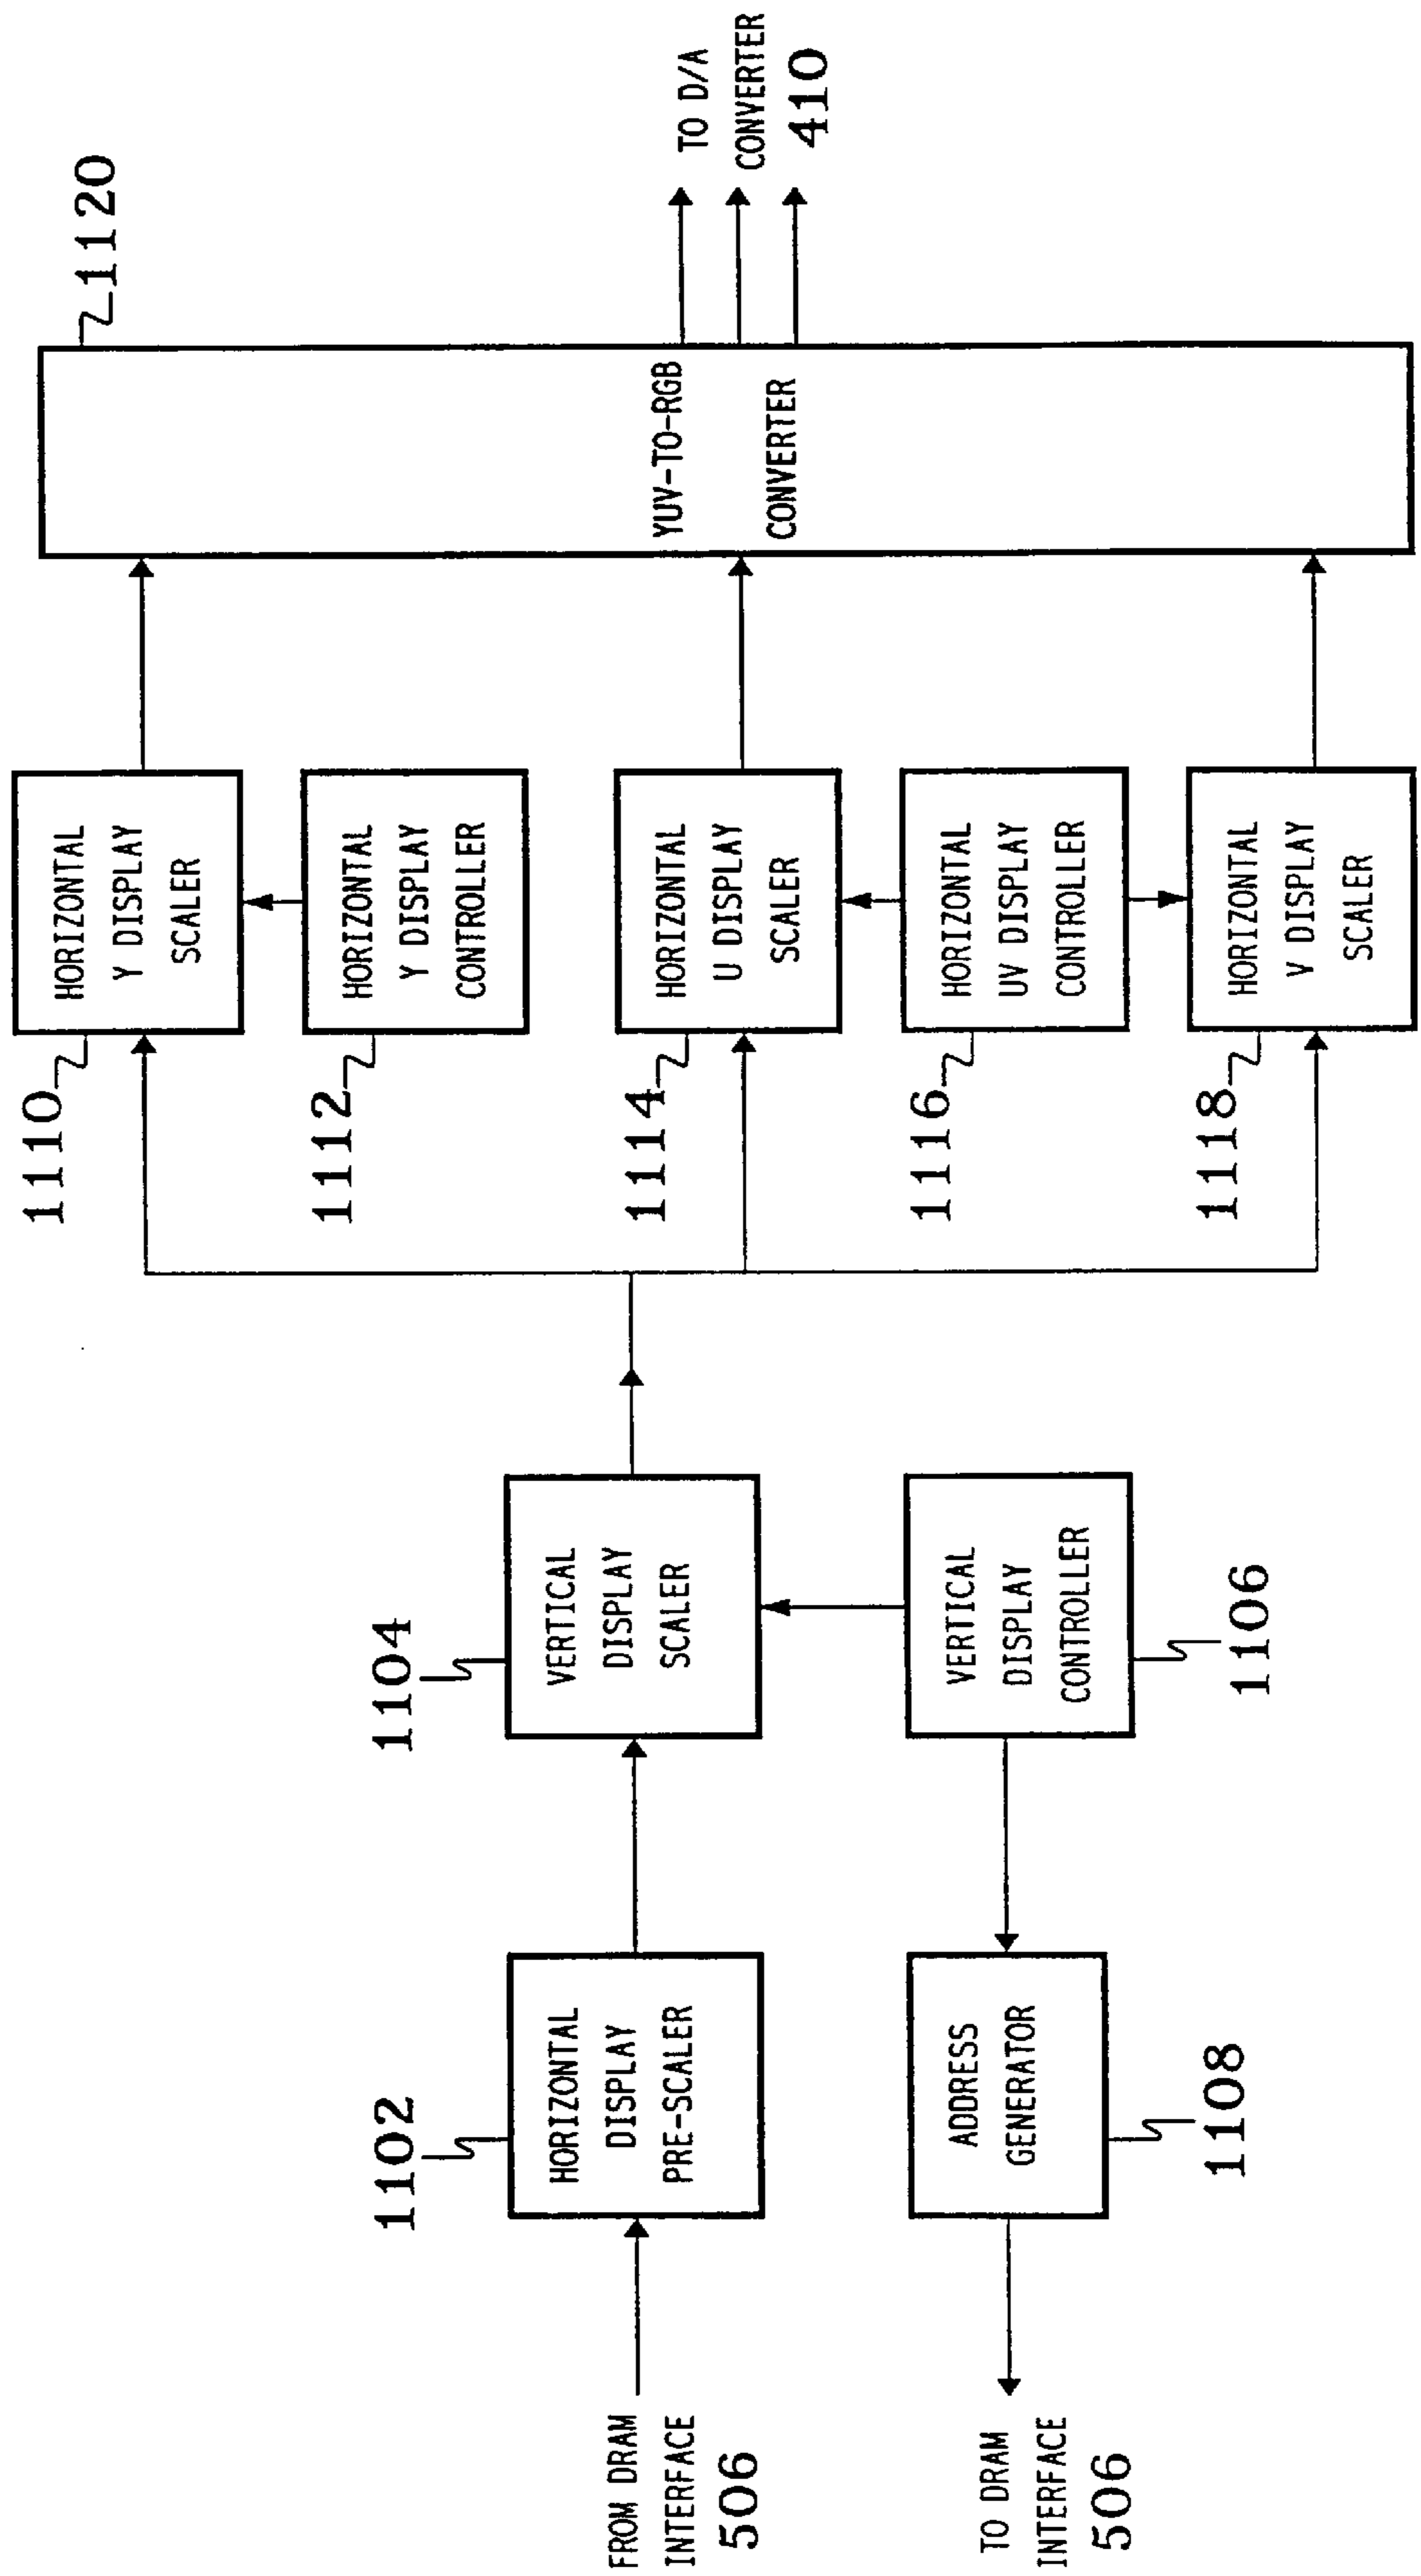 FROM DRAM
INTERFACE
506
1102
HORIZONTAL
DISPLAY
PRE-SCALER
1104
VERTICAL
DISPLAY
SCALER
TO DRAM
INTERFACE
506
ADDRESS
GENERATOR
1108
VERTICAL
DISPLAY
CONTROLLER
1106
1110
HORIZONTAL
Y DISPLAY
SCALER
1112
HORIZONTAL
Y DISPLAY
CONTROLLER
1114
HORIZONTAL
U DISPLAY
SCALER
1116
HORIZONTAL
UV DISPLAY
CONTROLLER
1118
HORIZONTAL
V DISPLAY
SCALER
1120
YUV-TO-RGB
CONVERTER
TO D/A
CONVERTER
410